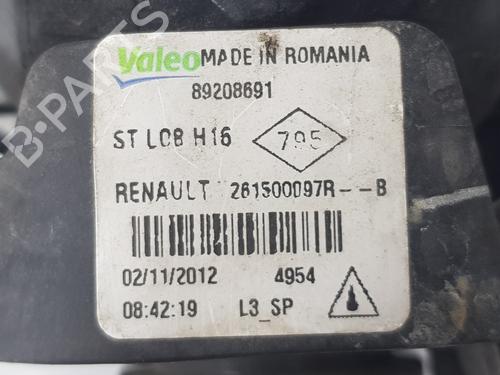 Valeo MADE IN ROMANIA
89208691
ST LOB H16 795
RENAULT 261500097R--B
02/11/2012 4954
08:42:19 L3_SP
B-PARTS